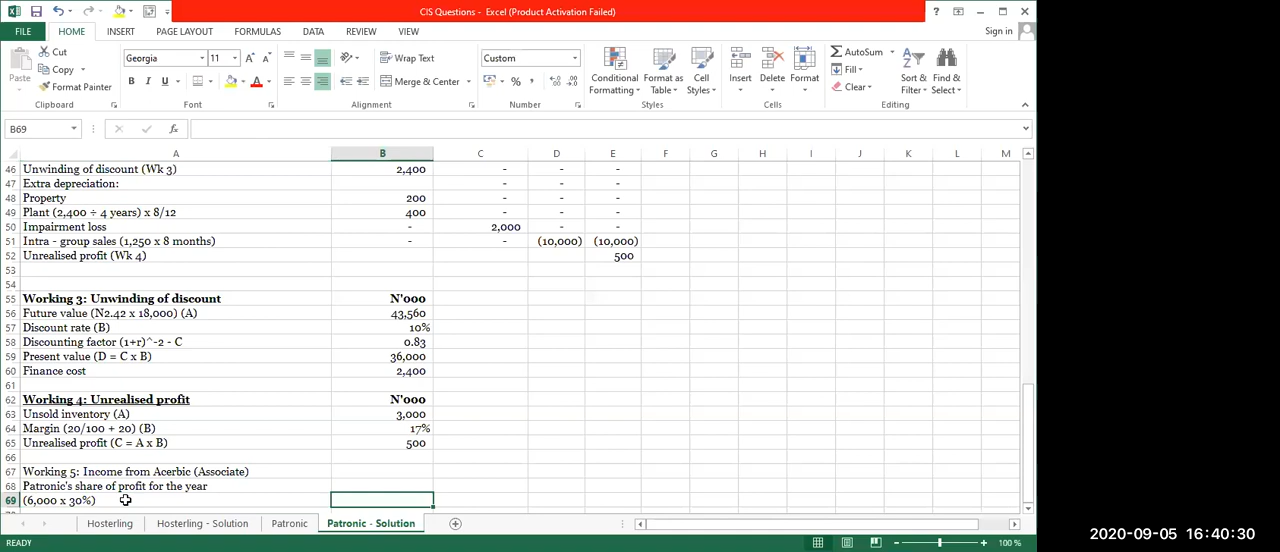 CIS Questions - Excel (Product Activation Failed)
FILE HOME INSERT PAGE LAYOUT FORMULAS DATA REVIEW VIEW Sign in
Cut
Copy
Format Painter
Paste
Clipboard
Georgia 11
B I U
Font
Wrap Text
Merge & Center
Alignment
Custom
Number
Conditional Formatting
Format as Table
Cell Styles
Styles
Insert Delete Format
Cells
AutoSum
Fill
Clear
Sort & Filter
Find & Select
Editing
B69
A B C D E F G H I J K L M
46 Unwinding of discount (Wk 3) 2,400 - - -
47 Extra depreciation: - - -
48 Property 200 - - -
49 Plant (2,400 ÷ 4 years) x 8/12 400 - - -
50 Impairment loss - 2,000 - -
51 Intra - group sales (1,250 x 8 months) - - (10,000) (10,000)
52 Unrealised profit (Wk 4) 500
53
54
55 Working 3: Unwinding of discount N'000
56 Future value (N2.42 x 18,000) (A) 43,560
57 Discount rate (B) 10%
58 Discounting factor (1+r)^-2 - C 0.83
59 Present value (D = C x B) 36,000
60 Finance cost 2,400
61
62 Working 4: Unrealised profit N'000
63 Unsold inventory (A) 3,000
64 Margin (20/100 + 20) (B) 17%
65 Unrealised profit (C = A x B) 500
66
67 Working 5: Income from Acerbic (Associate)
68 Patronic's share of profit for the year
69 (6,000 x 30%)
Hosterling Hosterling - Solution Patronic Patronic - Solution
READY 100 %
2020-09-05 16:40:30